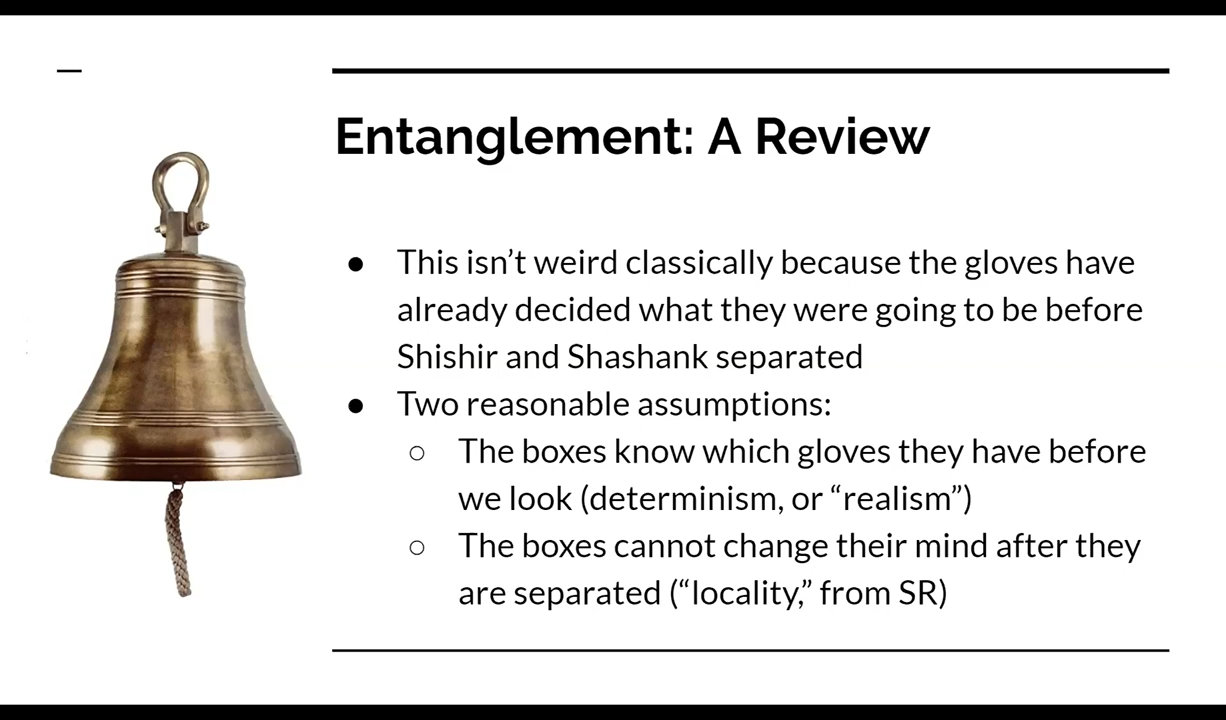 Entanglement: A Review
● This isn’t weird classically because the gloves have
already decided what they were going to be before
Shishir and Shashank separated
● Two reasonable assumptions:
○ The boxes know which gloves they have before
we look (determinism, or “realism”)
○ The boxes cannot change their mind after they
are separated (“locality,” from SR)